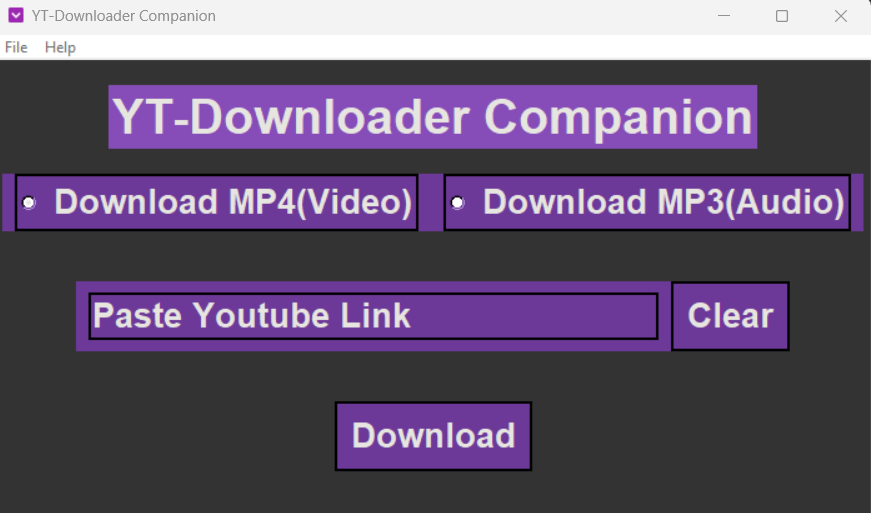 YT-Downloader Companion
File Help
YT-Downloader Companion
Download MP4(Video) Download MP3(Audio)
Paste Youtube Link Clear
Download